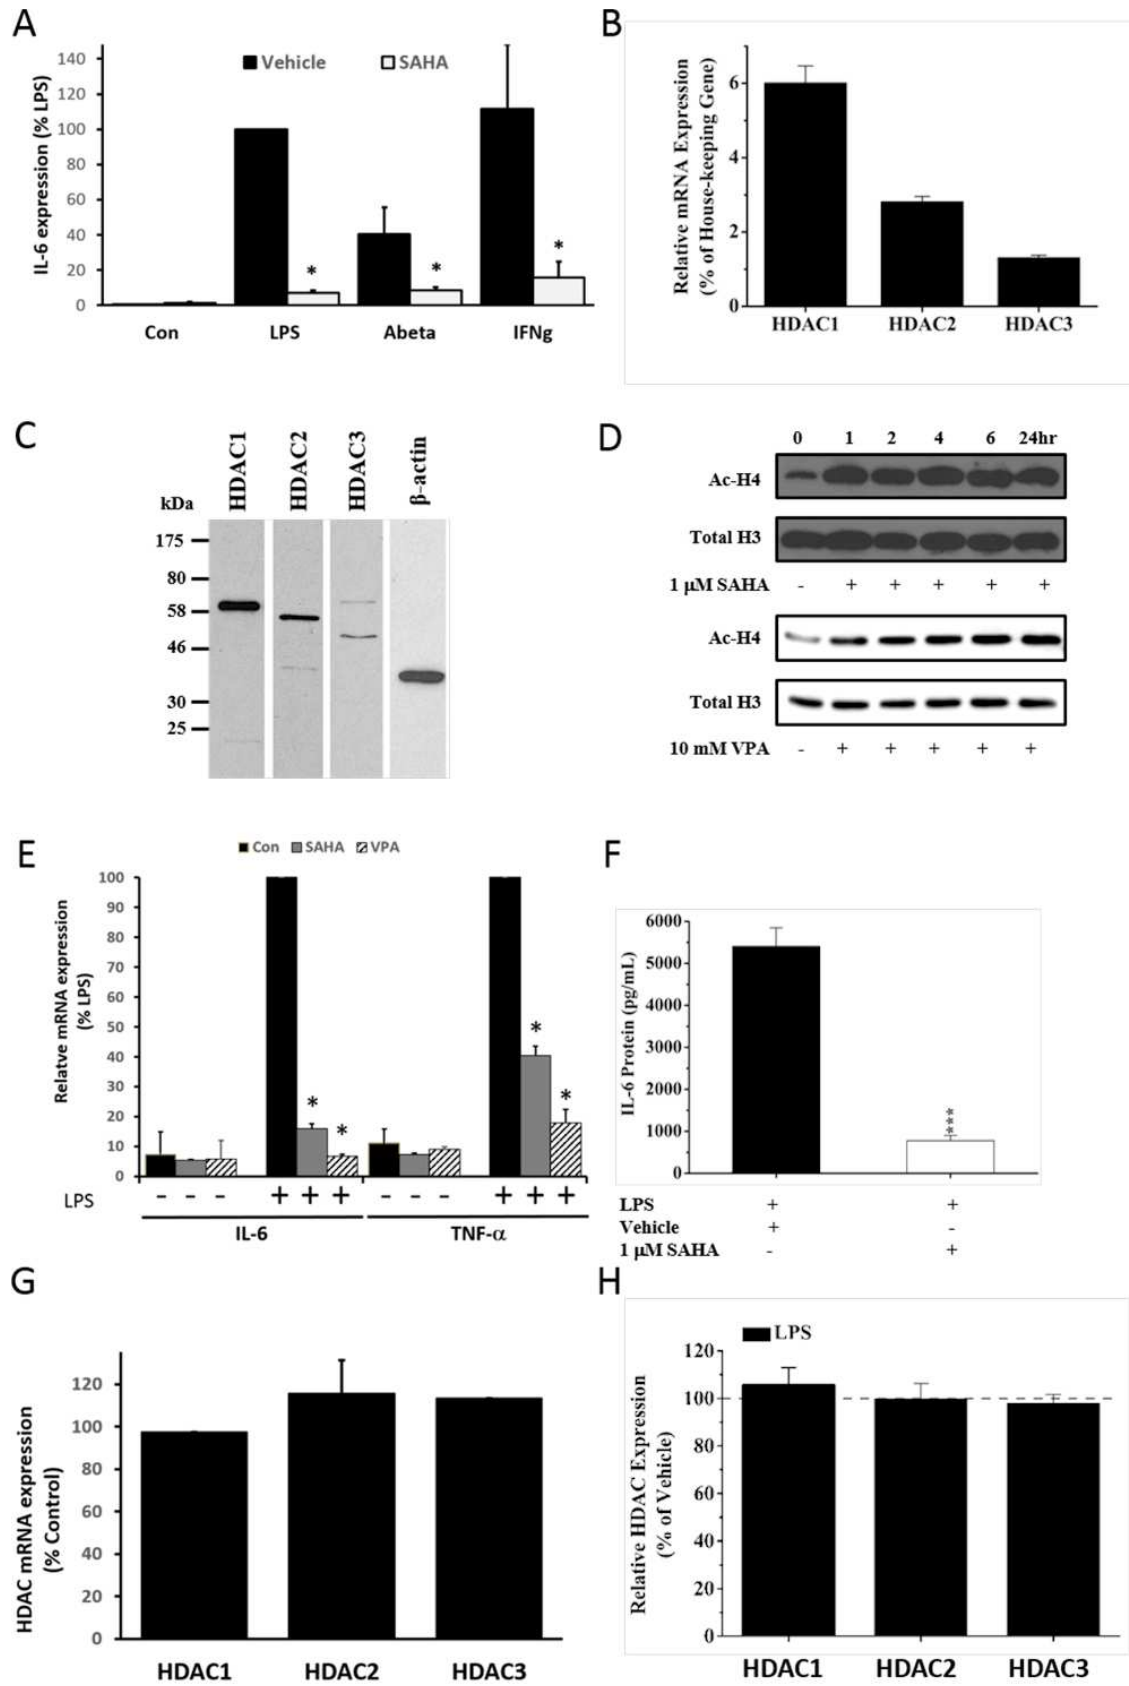 A
IL-6 expression (% LPS)
140
120
100
80
60
40
20
0
Vehicle
SAHA
*
*
*
Con
LPS
Abeta
IFNg
B
Relative mRNA Expression
(% of House-keeping Gene)
6
4
2
0
HDAC1
HDAC2
HDAC3
C
kDa
HDAC1
HDAC2
HDAC3
β-actin
175
80
58
46
30
25
D
0 1 2 4 6 24hr
Ac-H4
Total H3
1 µM SAHA - + + + + +
Ac-H4
Total H3
10 mM VPA - + + + + +
E
Con SAHA VPA
Relatve mRNA expression
(% LPS)
100
90
80
70
60
50
40
30
20
10
0
*
*
*
*
LPS - - - + + + - - - + + +
IL-6
TNF-α
F
IL-6 Protein (pg/mL)
6000
5000
4000
3000
2000
1000
0
***
LPS + +
Vehicle + -
1 µM SAHA - +
G
HDAC mRNA expression
(% Control)
120
100
80
60
40
20
0
HDAC1
HDAC2
HDAC3
H
LPS
Relative HDAC Expression
(% of Vehicle)
120
100
80
60
40
20
0
HDAC1
HDAC2
HDAC3